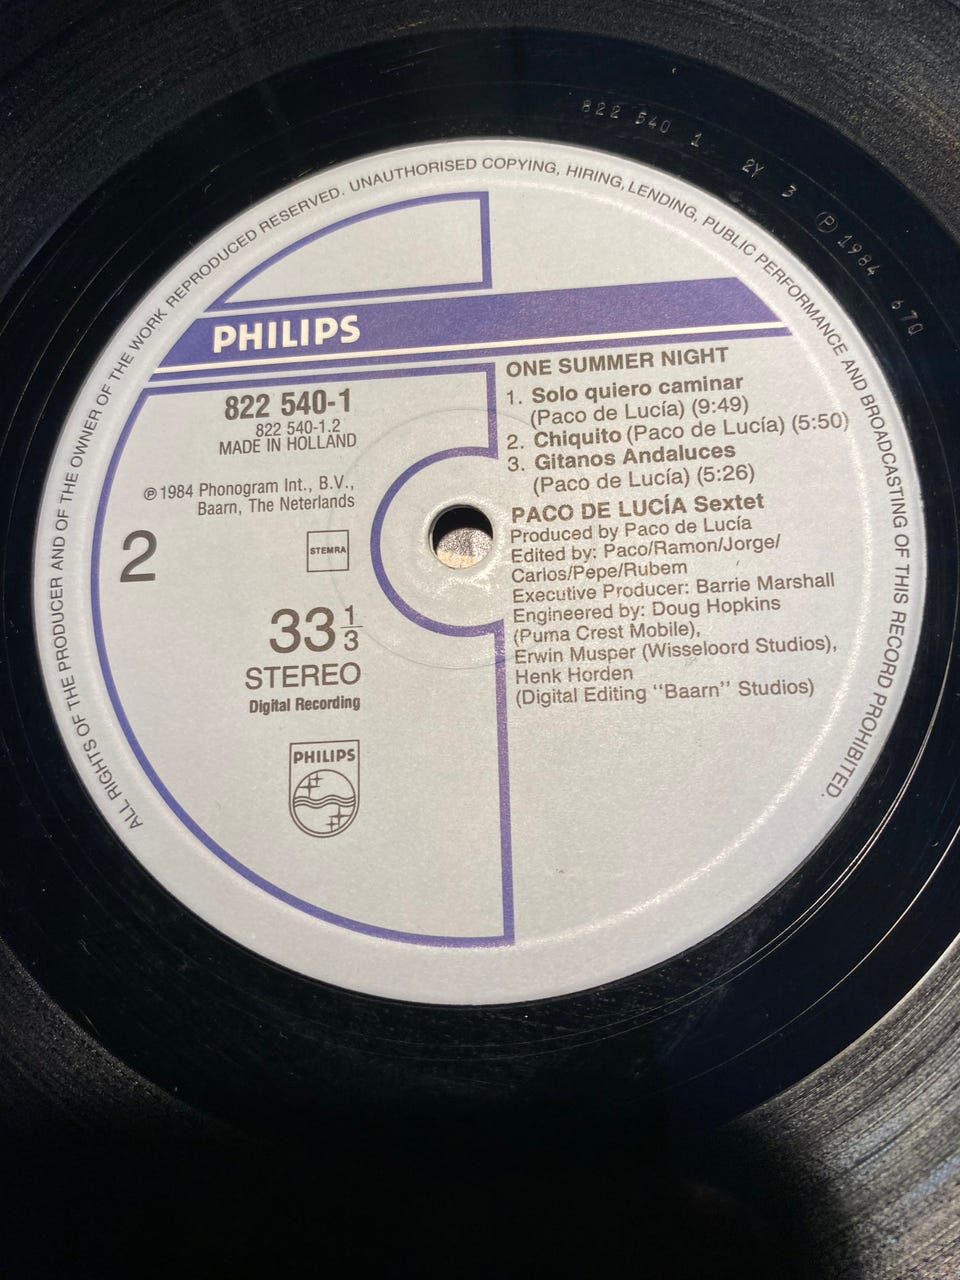 822 540 1 2Y 3 ℗ 1984 670
ALL RIGHTS OF THE PRODUCER AND OF THE OWNER OF THE WORK REPRODUCED RESERVED. UNAUTHORISED COPYING, HIRING, LENDING, PUBLIC PERFORMANCE AND BROADCASTING OF THIS RECORD PROHIBITED.
PHILIPS
822 540-1
822 540-1.2
MADE IN HOLLAND
℗ 1984 Phonogram Int., B.V.,
Baarn, The Neterlands
2
STEMRA
33 1/3
STEREO
Digital Recording
PHILIPS
ONE SUMMER NIGHT
1. Solo quiero caminar
(Paco de Lucía) (9:49)
2. Chiquito (Paco de Lucía) (5:50)
3. Gitanos Andaluces
(Paco de Lucía) (5:26)
PACO DE LUCÍA Sextet
Produced by Paco de Lucía
Edited by: Paco/Ramon/Jorge/
Carlos/Pepe/Rubem
Executive Producer: Barrie Marshall
Engineered by: Doug Hopkins
(Puma Crest Mobile),
Erwin Musper (Wisseloord Studios),
Henk Horden
(Digital Editing "Baarn" Studios)